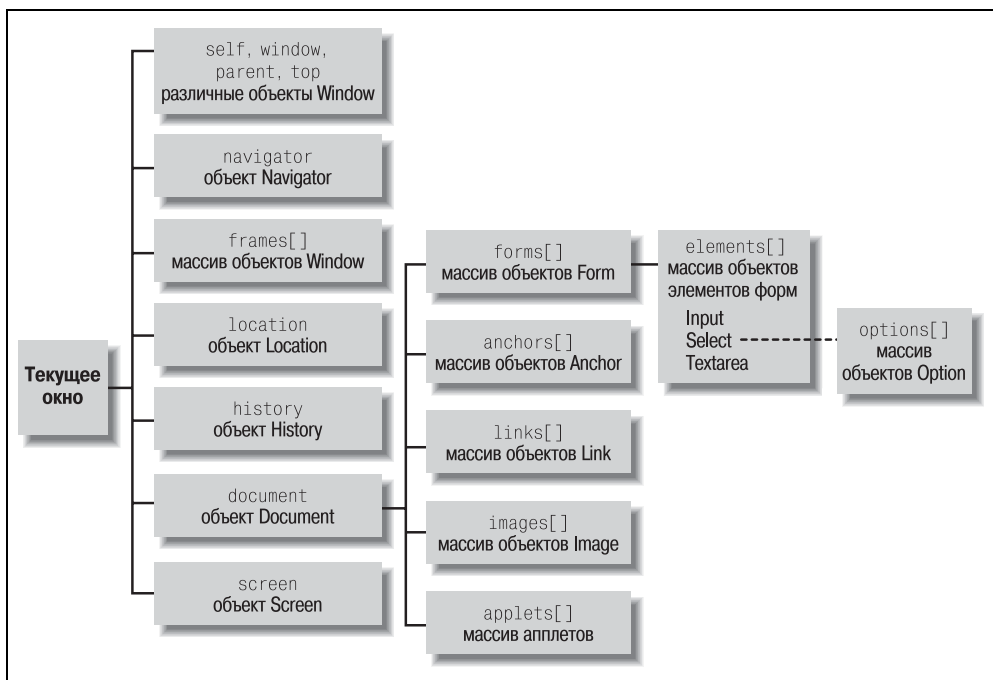 Текущее
окно
self, window,
parent, top
различные объекты Window
navigator
объект Navigator
frames[]
массив объектов Window
location
объект Location
history
объект History
document
объект Document
screen
объект Screen
forms[]
массив объектов Form
anchors[]
массив объектов Anchor
links[]
массив объектов Link
images[]
массив объектов Image
applets[]
массив апплетов
elements[]
массив объектов
элементов форм
Input
Select
Textarea
options[]
массив
объектов Option